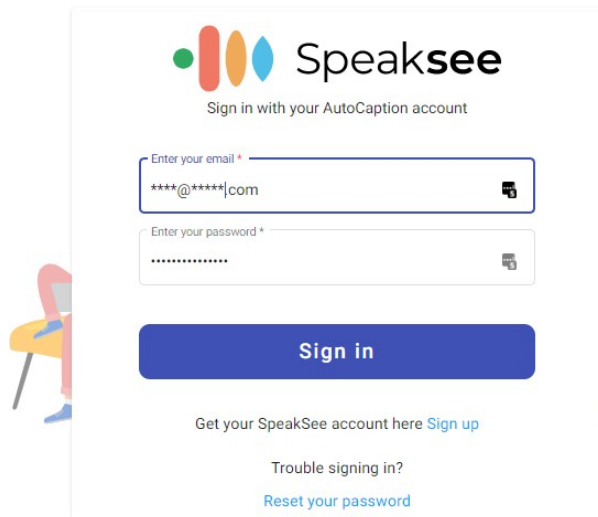 Speaksee
Sign in with your AutoCaption account
Enter your email *
****@*****.com
Enter your password *
•••••••••••••••
Sign in
Get your SpeakSee account here Sign up
Trouble signing in?
Reset your password